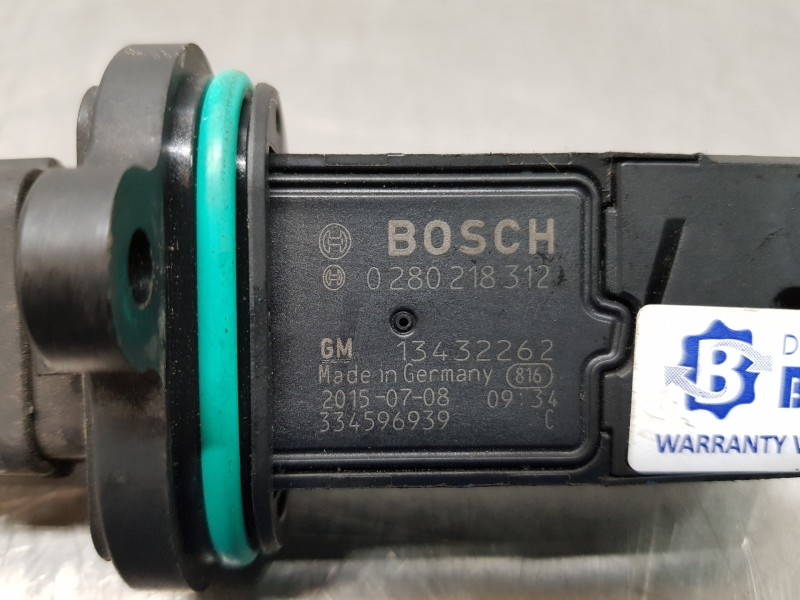 BOSCH
0 280 218 312
GM 13432262
Made in Germany 816
2015-07-08 09:34
334596939 C
B
WARRANTY